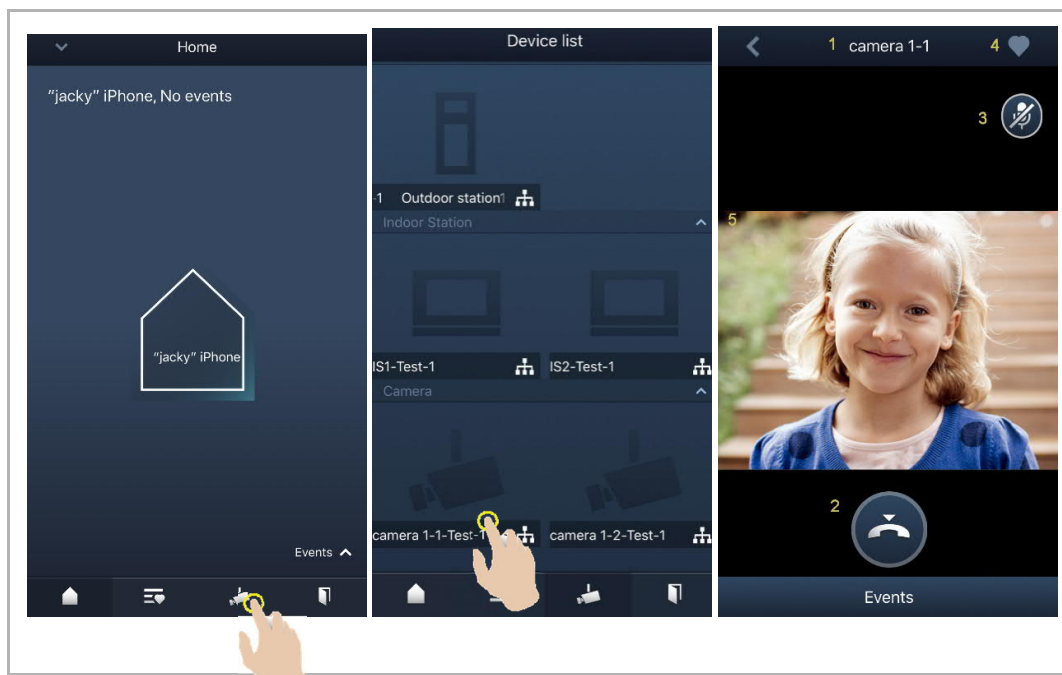 Home
"jacky" iPhone, No events
"jacky" iPhone
Events
Device list
-1 Outdoor station1
Indoor Station
IS1-Test-1
IS2-Test-1
Camera
camera 1-1-Test-1
camera 1-2-Test-1
1 camera 1-1 4
3
5
2
Events